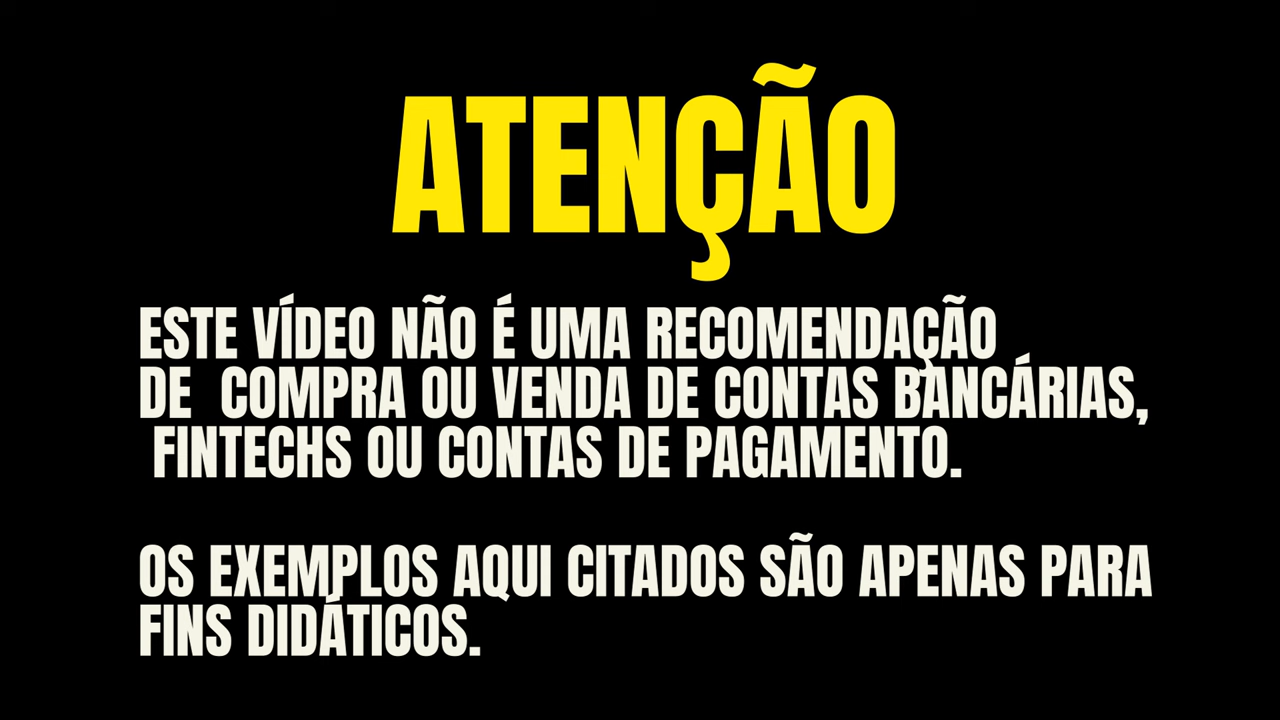 ATENÇÃO
ESTE VÍDEO NÃO É UMA RECOMENDAÇÃO
DE COMPRA OU VENDA DE CONTAS BANCÁRIAS,
FINTECHS OU CONTAS DE PAGAMENTO.
OS EXEMPLOS AQUI CITADOS SÃO APENAS PARA
FINS DIDÁTICOS.